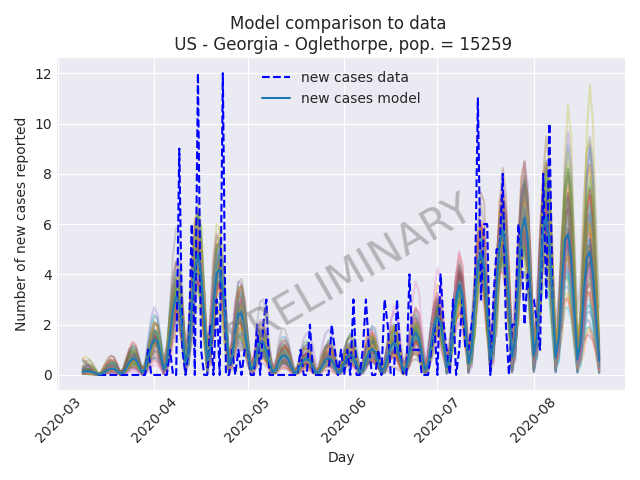 Model comparison to data
US - Georgia - Oglethorpe, pop. = 15259
new cases data
new cases model
PRELIMINARY
Number of new cases reported
12
10
8
6
4
2
0
2020-03
2020-04
2020-05
2020-06
2020-07
2020-08
Day